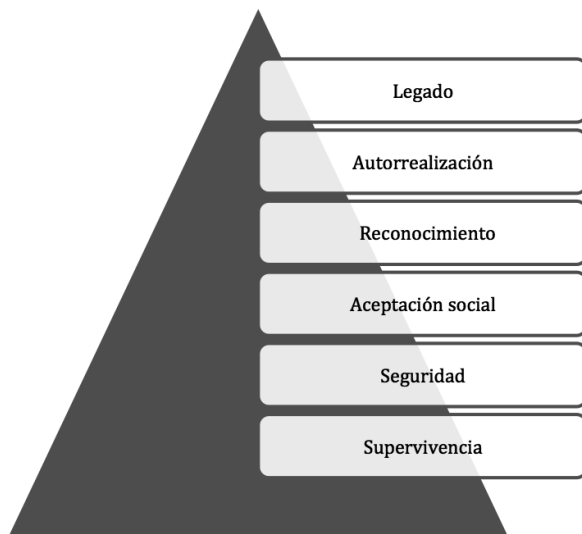 Legado
Autorrealización
Reconocimiento
Aceptación social
Seguridad
Supervivencia